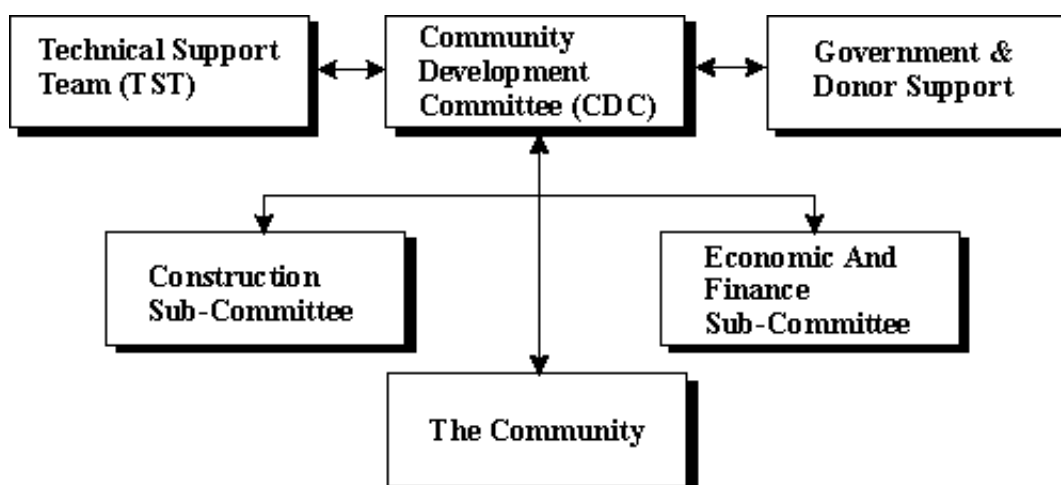 Technical Support
Team (TST)
Community
Development
Committee (CDC)
Government &
Donor Support
Construction
Sub-Committee
Economic And
Finance
Sub-Committee
The Community